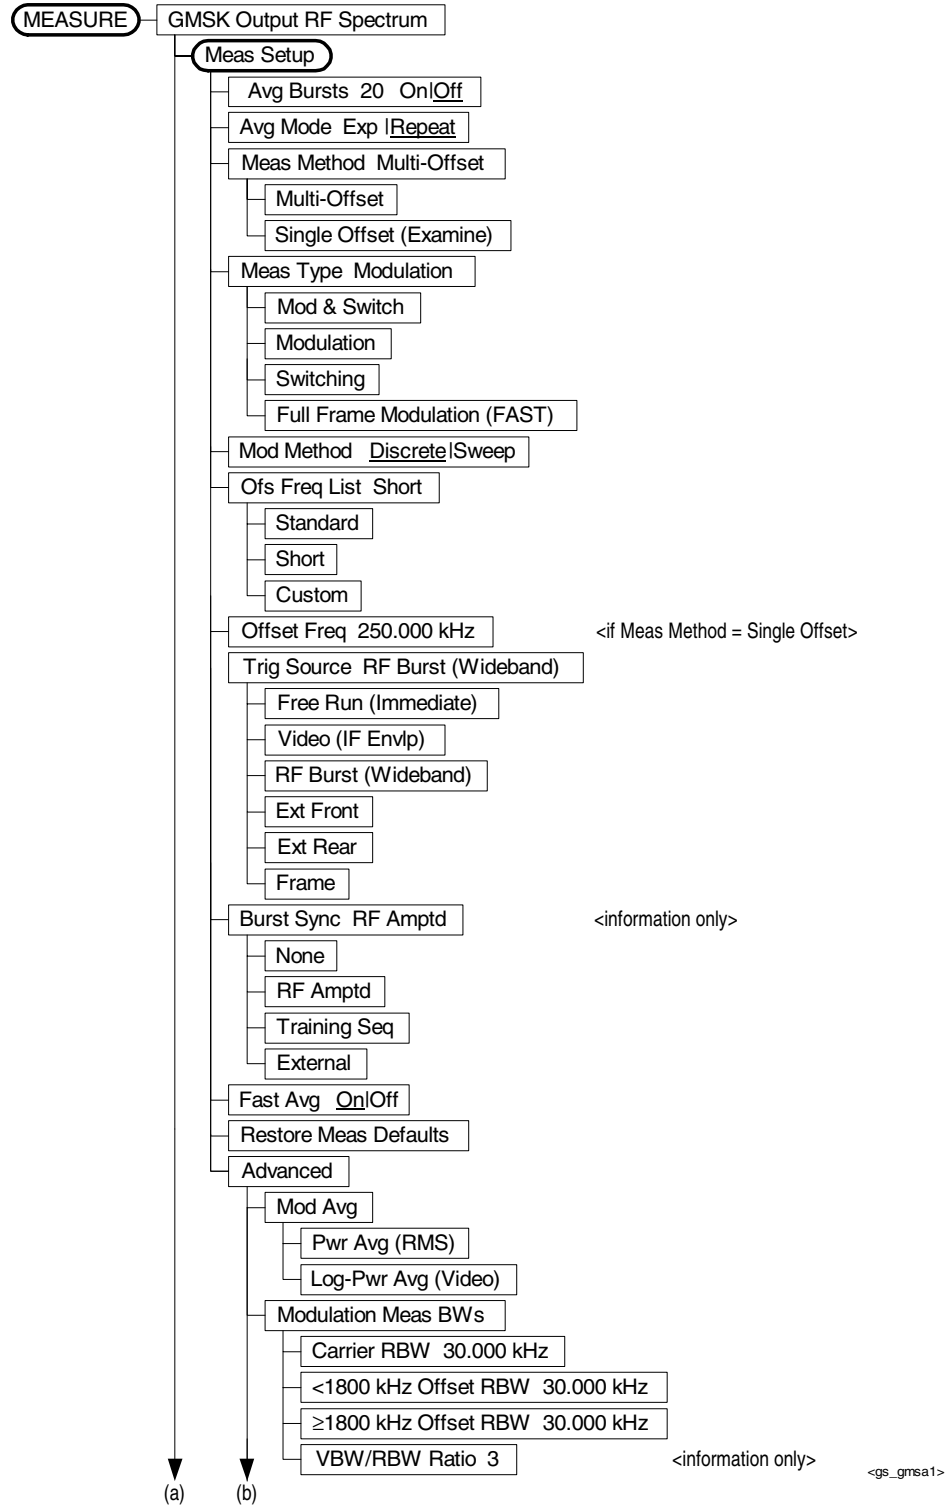 MEASURE GMSK Output RF Spectrum
Meas Setup
Avg Bursts 20 On|Off
Avg Mode Exp |Repeat
Meas Method Multi-Offset
Multi-Offset
Single Offset (Examine)
Meas Type Modulation
Mod & Switch
Modulation
Switching
Full Frame Modulation (FAST)
Mod Method Discrete|Sweep
Ofs Freq List Short
Standard
Short
Custom
Offset Freq 250.000 kHz <if Meas Method = Single Offset>
Trig Source RF Burst (Wideband)
Free Run (Immediate)
Video (IF Envlp)
RF Burst (Wideband)
Ext Front
Ext Rear
Frame
Burst Sync RF Amptd <information only>
None
RF Amptd
Training Seq
External
Fast Avg On|Off
Restore Meas Defaults
Advanced
Mod Avg
Pwr Avg (RMS)
Log-Pwr Avg (Video)
Modulation Meas BWs
Carrier RBW 30.000 kHz
<1800 kHz Offset RBW 30.000 kHz
≥1800 kHz Offset RBW 30.000 kHz
VBW/RBW Ratio 3 <information only>
<gs_gmsa1>
(a) (b)